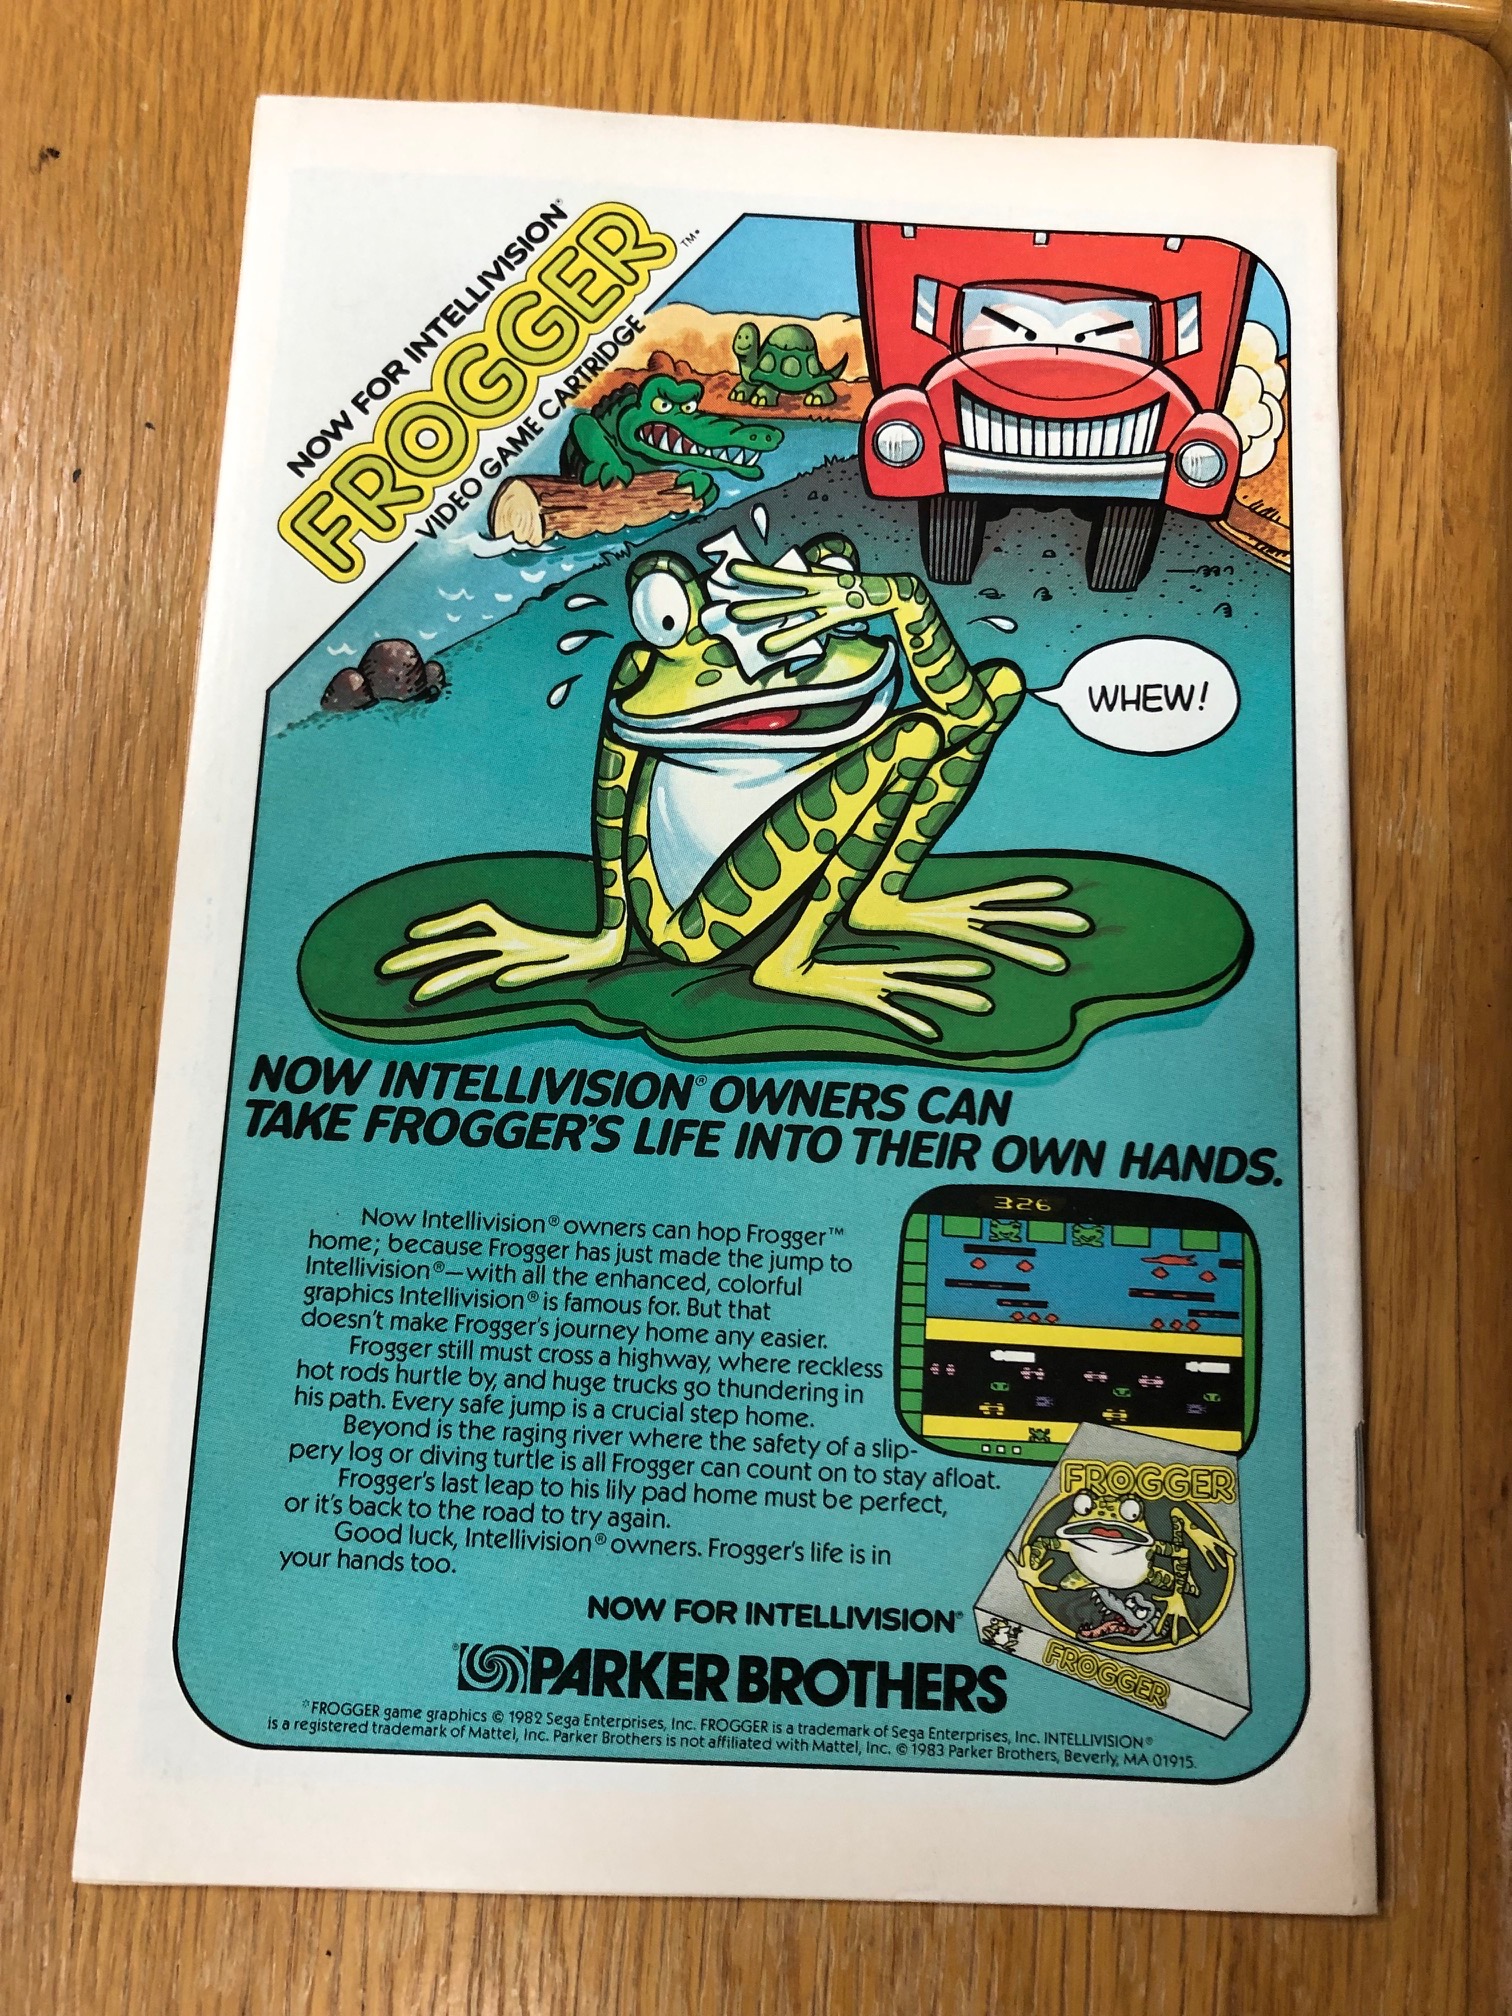 NOW FOR INTELLIVISION®
FROGGER™*
VIDEO GAME CARTRIDGE
WHEW!
NOW INTELLIVISION® OWNERS CAN
TAKE FROGGER'S LIFE INTO THEIR OWN HANDS.
326
Now Intellivision® owners can hop Frogger™
home; because Frogger has just made the jump to
Intellivision®—with all the enhanced, colorful
graphics Intellivision® is famous for. But that
doesn't make Frogger's journey home any easier.
Frogger still must cross a highway, where reckless
hot rods hurtle by, and huge trucks go thundering in
his path. Every safe jump is a crucial step home.
Beyond is the raging river where the safety of a slip-
pery log or diving turtle is all Frogger can count on to stay afloat.
Frogger's last leap to his lily pad home must be perfect,
or it's back to the road to try again.
Good luck, Intellivision® owners. Frogger's life is in
your hands too.
FROGGER
FROGGER
NOW FOR INTELLIVISION®
®PARKER BROTHERS
*FROGGER game graphics © 1982 Sega Enterprises, Inc. FROGGER is a trademark of Sega Enterprises, Inc. INTELLIVISION®
is a registered trademark of Mattel, Inc. Parker Brothers is not affiliated with Mattel, Inc. © 1983 Parker Brothers, Beverly, MA 01915.